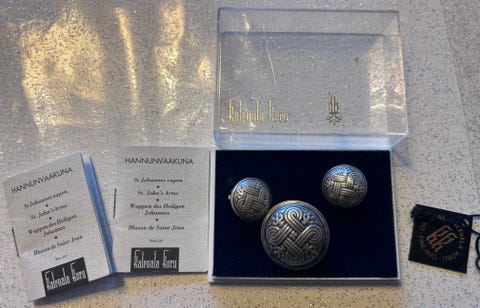 HANNUNVAAKUNA
St Johannes vapen
St. John's Arms
Wappen des Heiligen
Johannes
Blason de Saint-Jean
Kalevala Koru
HANNUNVAAKUNA
St Johannes vapen
St. John's Arms
Wappen des Heiligen
Johannes
Blason de Saint-Jean
Kalevala Koru
Kalevala Koru